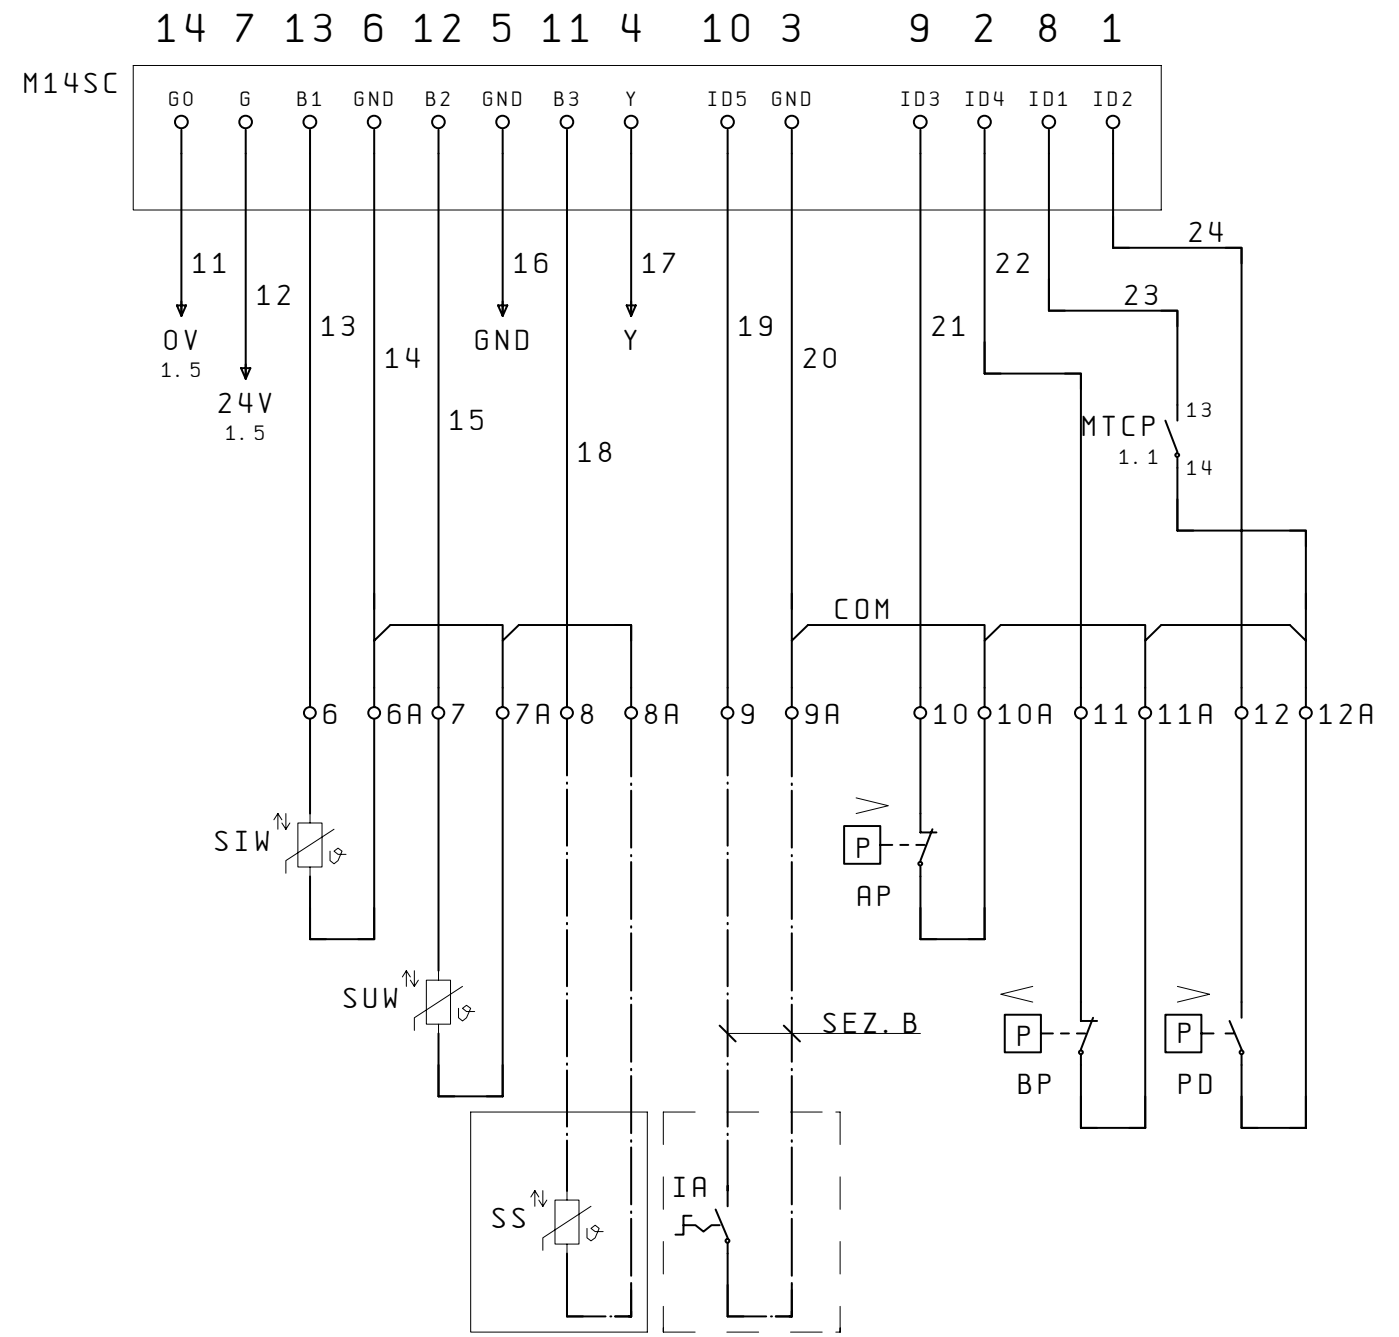 14 7 13 6 12 5 11 4 10 3 9 2 8 1
M14SC
G0 G B1 GND B2 GND B3 Y ID5 GND ID3 ID4 ID1 ID2
24
11 16 17 22
12 23
13 19 21
0V GND Y
14 20
1.5
24V 13
15 MTCP
1.5
18 1.1 14
COM
6 6A 7 7A 8 8A 9 9A 10 10A 11 11A 12 12A
>
SIW ϑ P
AP
< >
SUW ϑ
SEZ.B
P P
BP PD
IA
SS ϑ